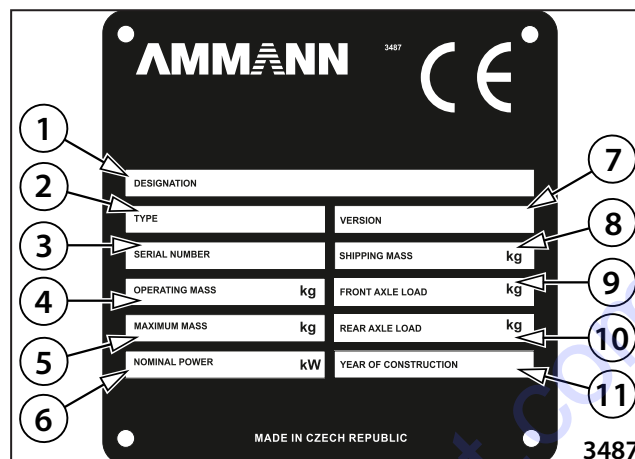 AMMANN
3487
CE
1
DESIGNATION
2
TYPE
VERSION
7
3
SERIAL NUMBER
SHIPPING MASS kg
8
4
OPERATING MASS kg
FRONT AXLE LOAD kg
9
5
MAXIMUM MASS kg
REAR AXLE LOAD kg
10
6
NOMINAL POWER kW
YEAR OF CONSTRUCTION
11
MADE IN CZECH REPUBLIC
3487